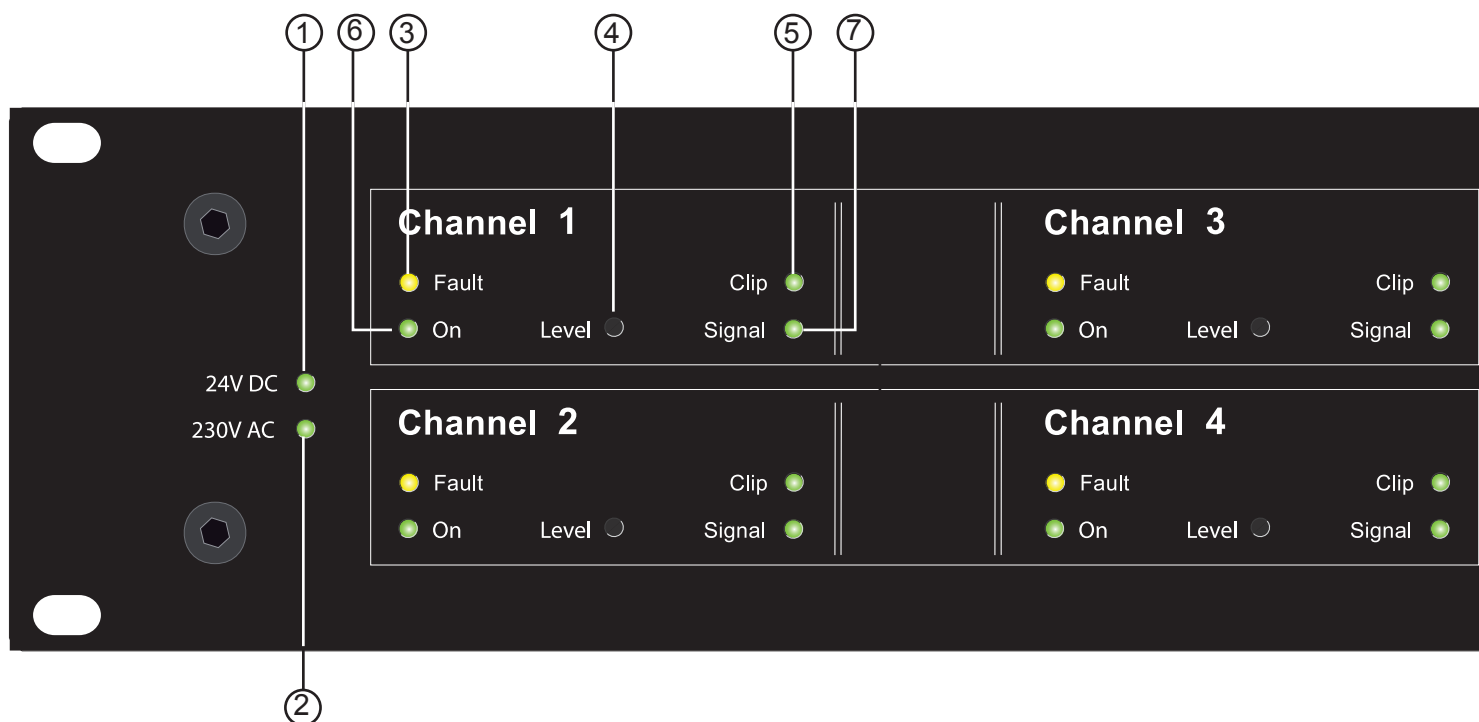 1 6 3 4 5 7
Channel 1
Fault Clip
On Level Signal
Channel 3
Fault Clip
On Level Signal
24V DC
230V AC
Channel 2
Fault Clip
On Level Signal
Channel 4
Fault Clip
On Level Signal
2